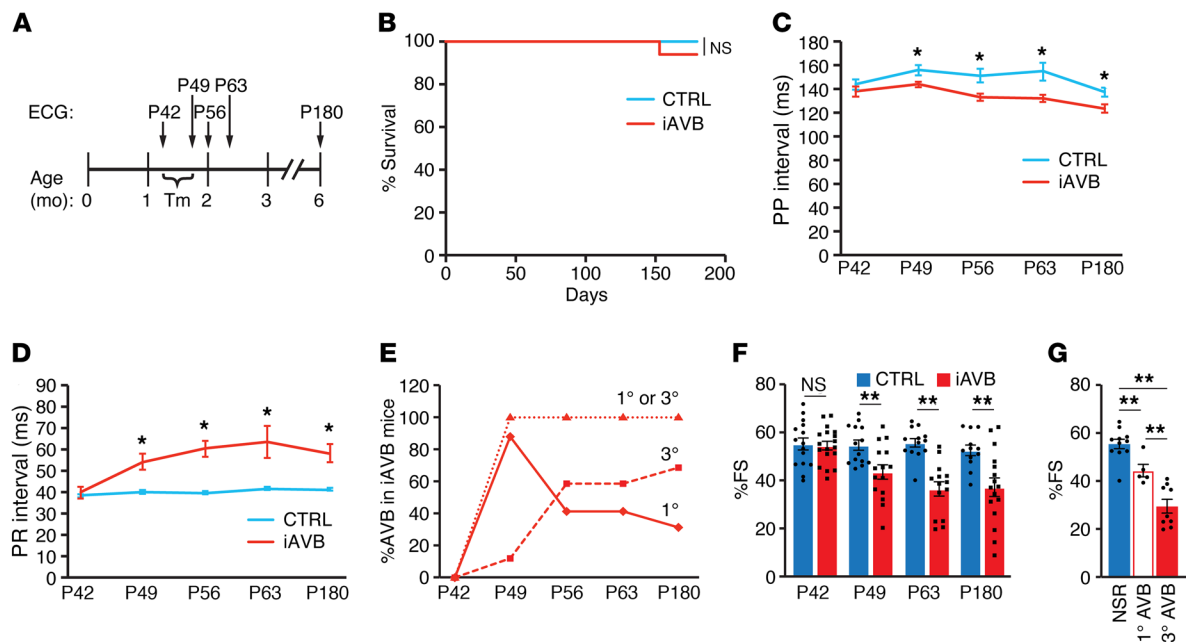 A
ECG:
P49 P63
P42 P56 P180
Age
(mo): 0 1 Tm 2 3 6
B
% Survival
100
80
60
40
20
0
NS
CTRL
iAVB
0 50 100 150 200
Days
C
PP interval (ms)
180
160
140
120
100
80
60
40
20
0
* * * *
CTRL
iAVB
P42 P49 P56 P63 P180
D
PR interval (ms)
90
80
70
60
50
40
30
20
10
0
* * * *
CTRL
iAVB
P42 P49 P56 P63 P180
E
%AVB in iAVB mice
120
100
80
60
40
20
0
1° or 3°
3°
1°
P42 P49 P56 P63 P180
F
%FS
80
60
40
20
0
CTRL iAVB
NS ** ** **
P42 P49 P63 P180
G
%FS
80
60
40
20
0
**
**
**
NSR
1° AVB
3° AVB